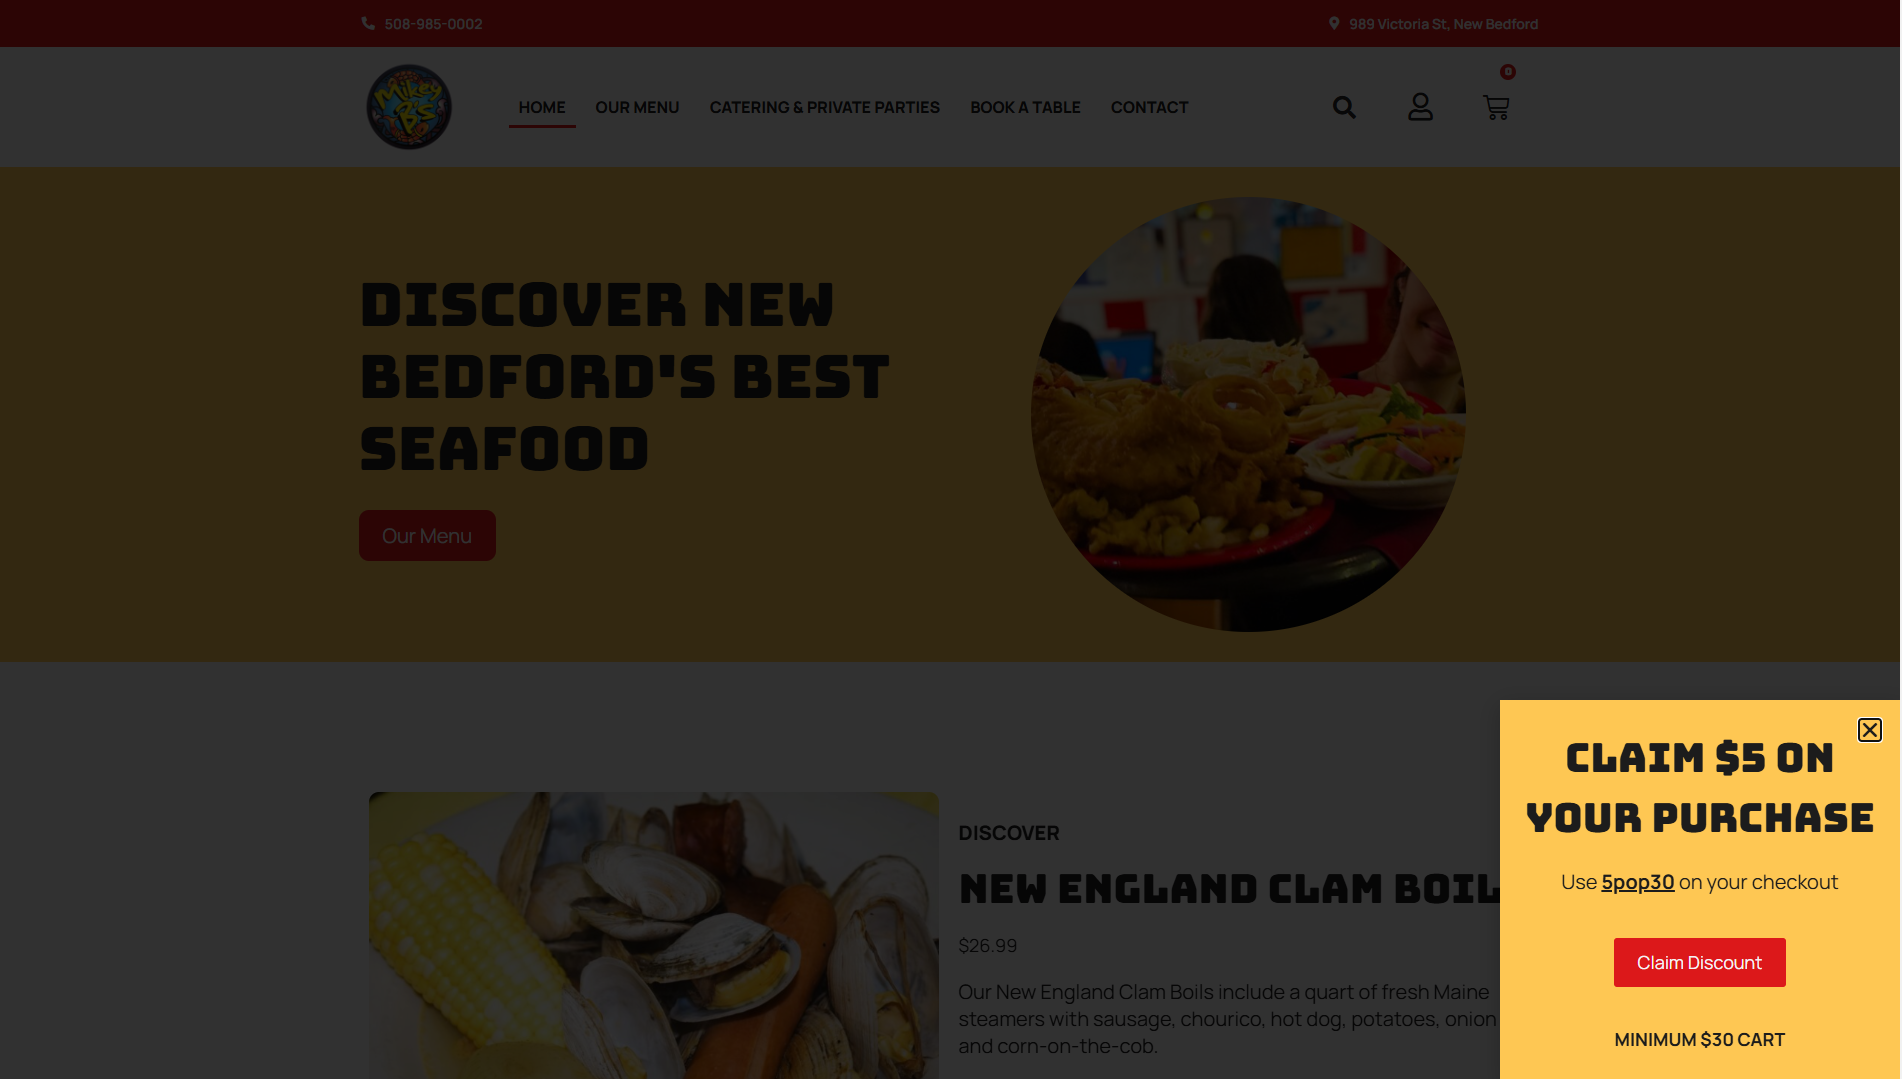 508-985-0002
989 Victoria St, New Bedford
Mikey
B's
HOME
OUR MENU
CATERING & PRIVATE PARTIES
BOOK A TABLE
CONTACT
0
DISCOVER NEW
BEDFORD'S BEST
SEAFOOD
Our Menu
DISCOVER
NEW ENGLAND CLAM BOIL
$26.99
Our New England Clam Boils include a quart of fresh Maine
steamers with sausage, chourico, hot dog, potatoes, onion
and corn-on-the-cob.
CLAIM $5 ON
YOUR PURCHASE
Use 5pop30 on your checkout
Claim Discount
MINIMUM $30 CART